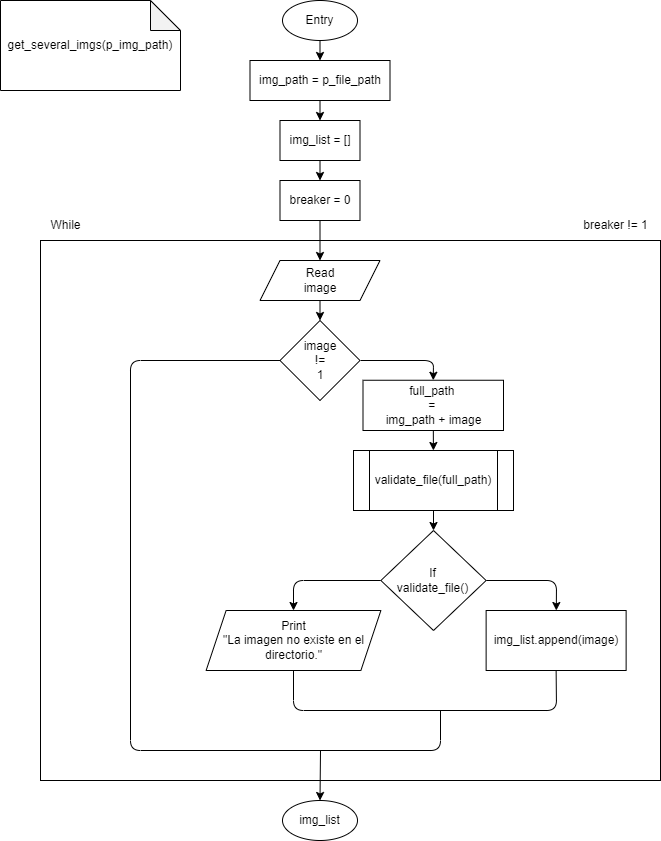 get_several_imgs(p_img_path)
Entry
img_path = p_file_path
img_list = []
breaker = 0
While
breaker != 1
Read
image
image
!=
1
full_path
=
img_path + image
validate_file(full_path)
If
validate_file()
Print
"La imagen no existe en el
directorio."
img_list.append(image)
img_list